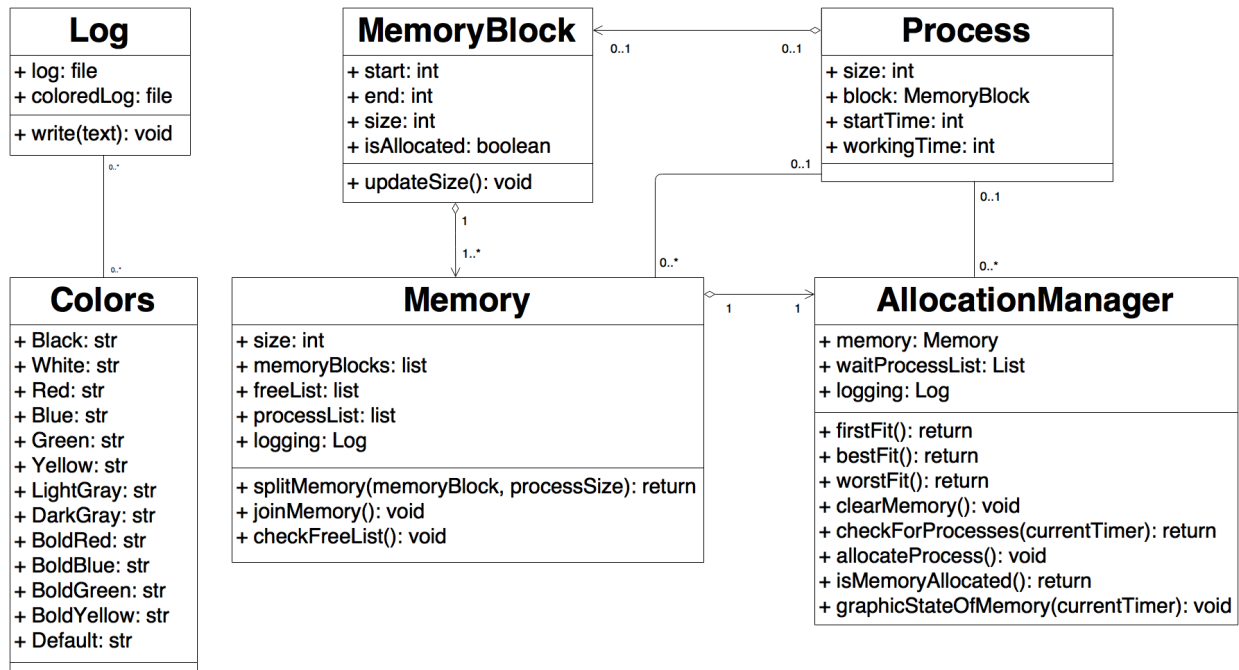 Log
+ log: file
+ coloredLog: file
+ write(text): void
0..*
0..*
MemoryBlock
+ start: int
+ end: int
+ size: int
+ isAllocated: boolean
+ updateSize(): void
0..1
0..1
Process
+ size: int
+ block: MemoryBlock
+ startTime: int
+ workingTime: int
0..1
0..1
1
1..*
0..*
0..*
Colors
+ Black: str
+ White: str
+ Red: str
+ Blue: str
+ Green: str
+ Yellow: str
+ LightGray: str
+ DarkGray: str
+ BoldRed: str
+ BoldBlue: str
+ BoldGreen: str
+ BoldYellow: str
+ Default: str
Memory
+ size: int
+ memoryBlocks: list
+ freeList: list
+ processList: list
+ logging: Log
+ splitMemory(memoryBlock, processSize): return
+ joinMemory(): void
+ checkFreeList(): void
1
1
AllocationManager
+ memory: Memory
+ waitProcessList: List
+ logging: Log
+ firstFit(): return
+ bestFit(): return
+ worstFit(): return
+ clearMemory(): void
+ checkForProcesses(currentTimer): return
+ allocateProcess(): void
+ isMemoryAllocated(): return
+ graphicStateOfMemory(currentTimer): void